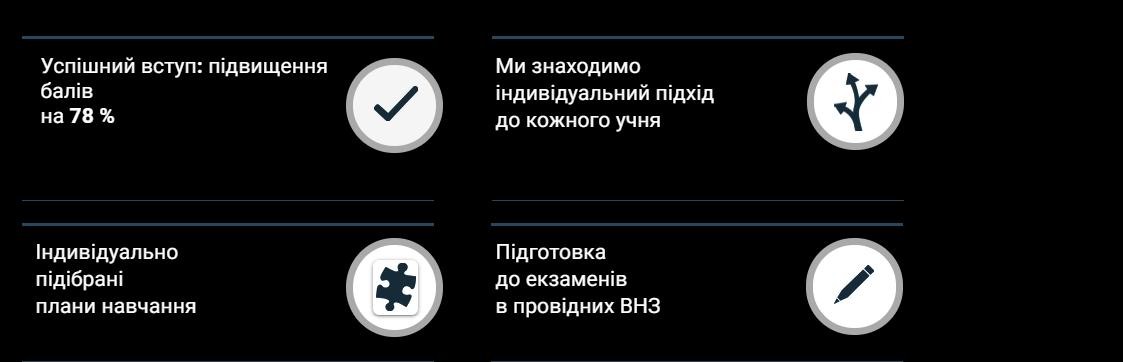 Успішний вступ: підвищення
балів
на 78 %
Ми знаходимо
індивідуальний підхід
до кожного учня
Індивідуально
підібрані
плани навчання
Підготовка
до екзаменів
в провідних ВНЗ